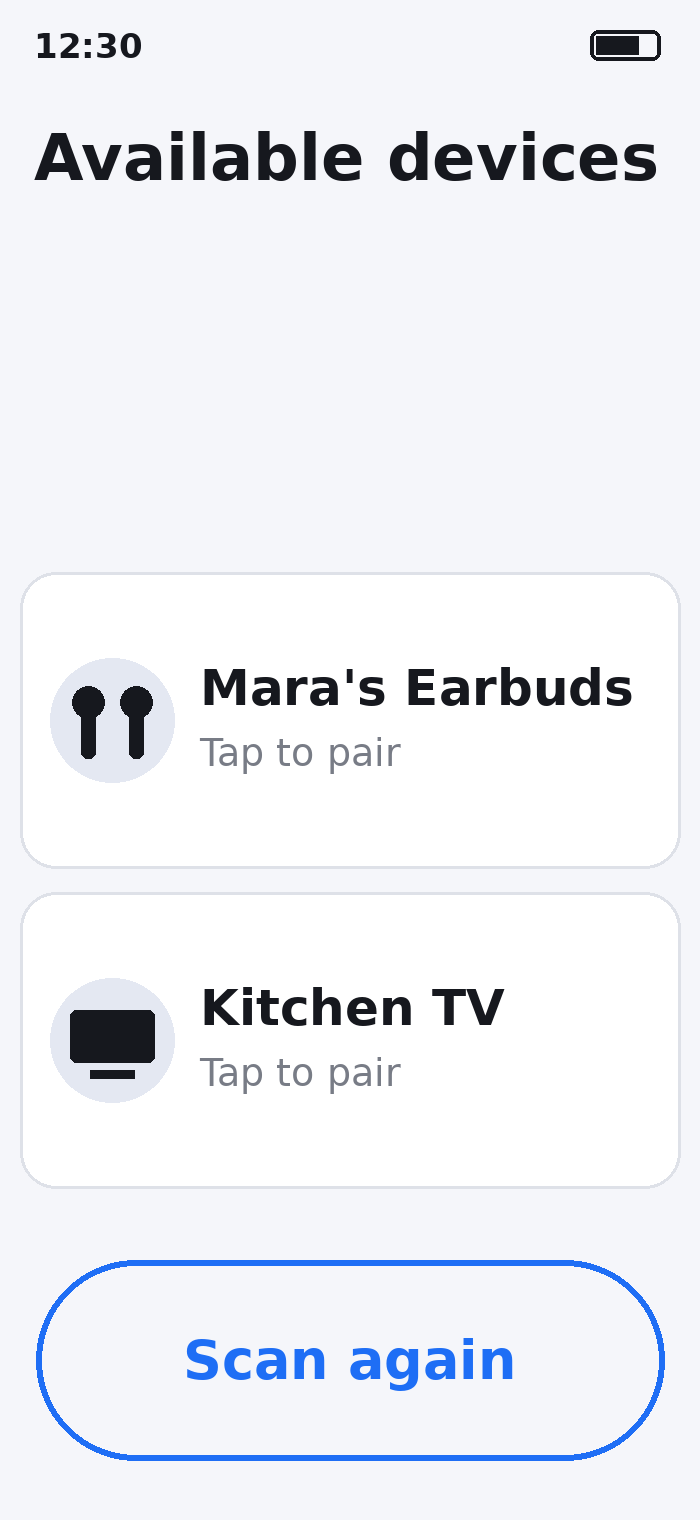 12:30
Available devices
Mara's Earbuds
Tap to pair
Kitchen TV
Tap to pair
Scan again